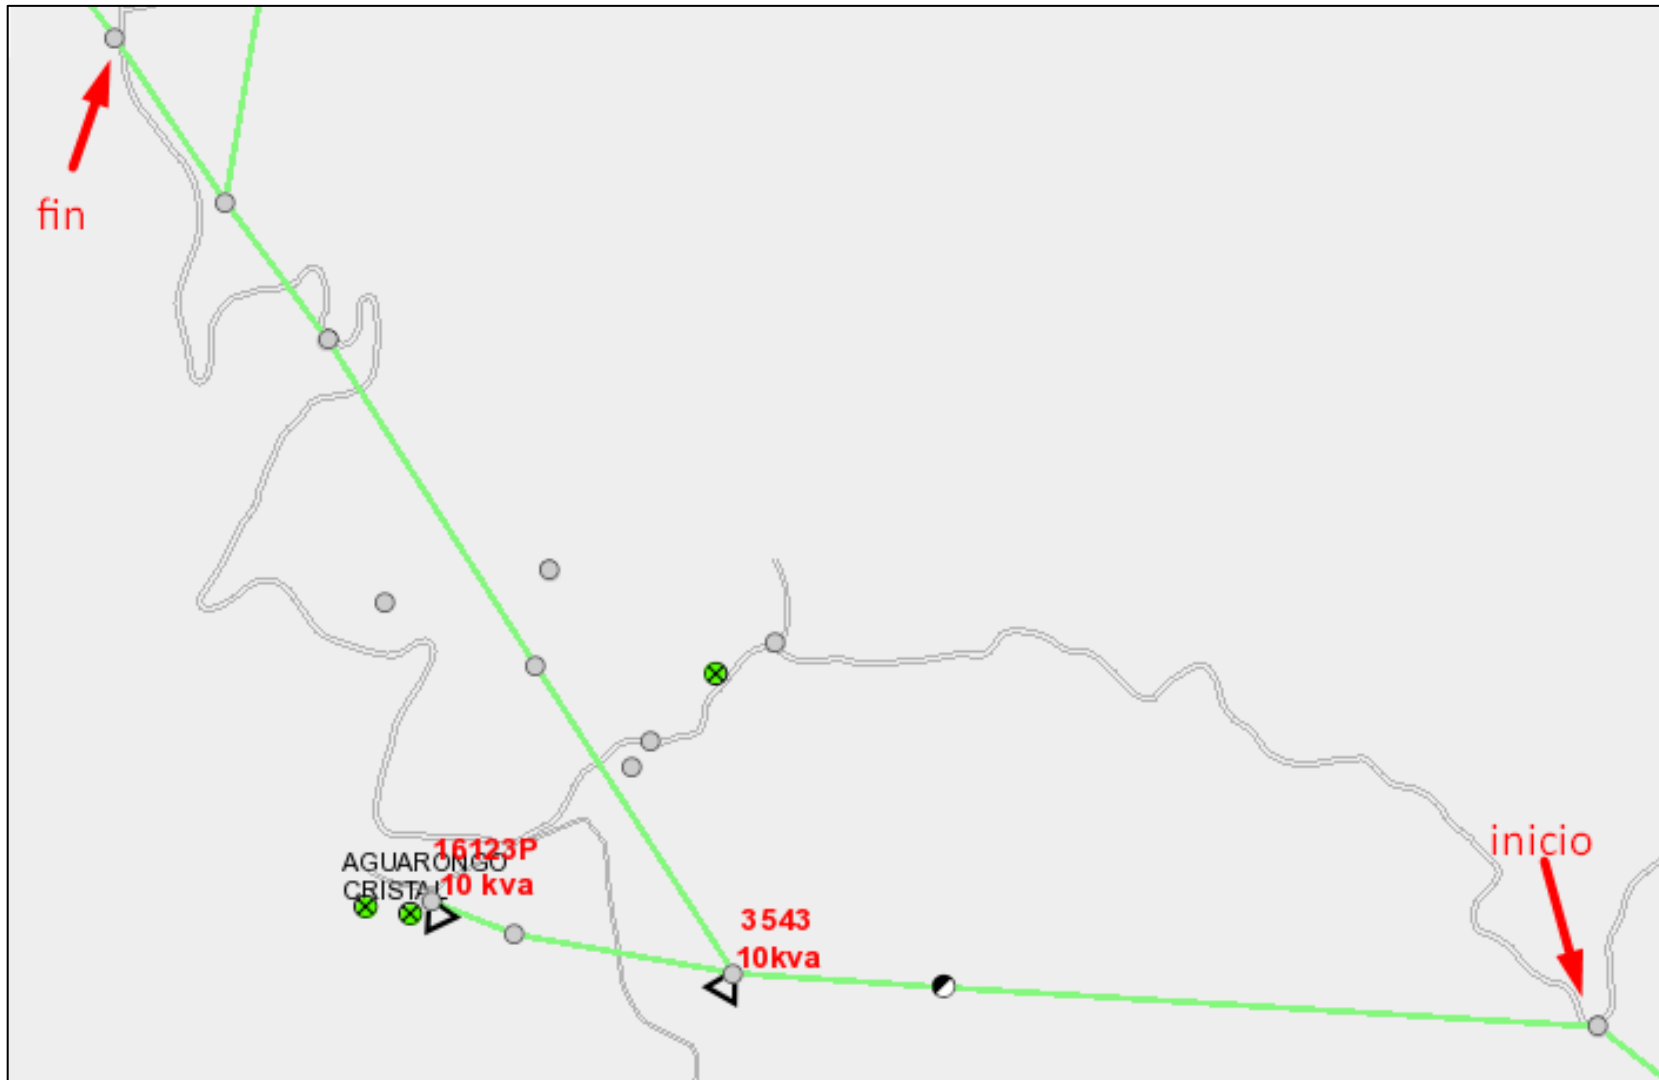 fin
inicio
16123P
AGUARONGO
10 kva
CRISTAL
3543
10kva